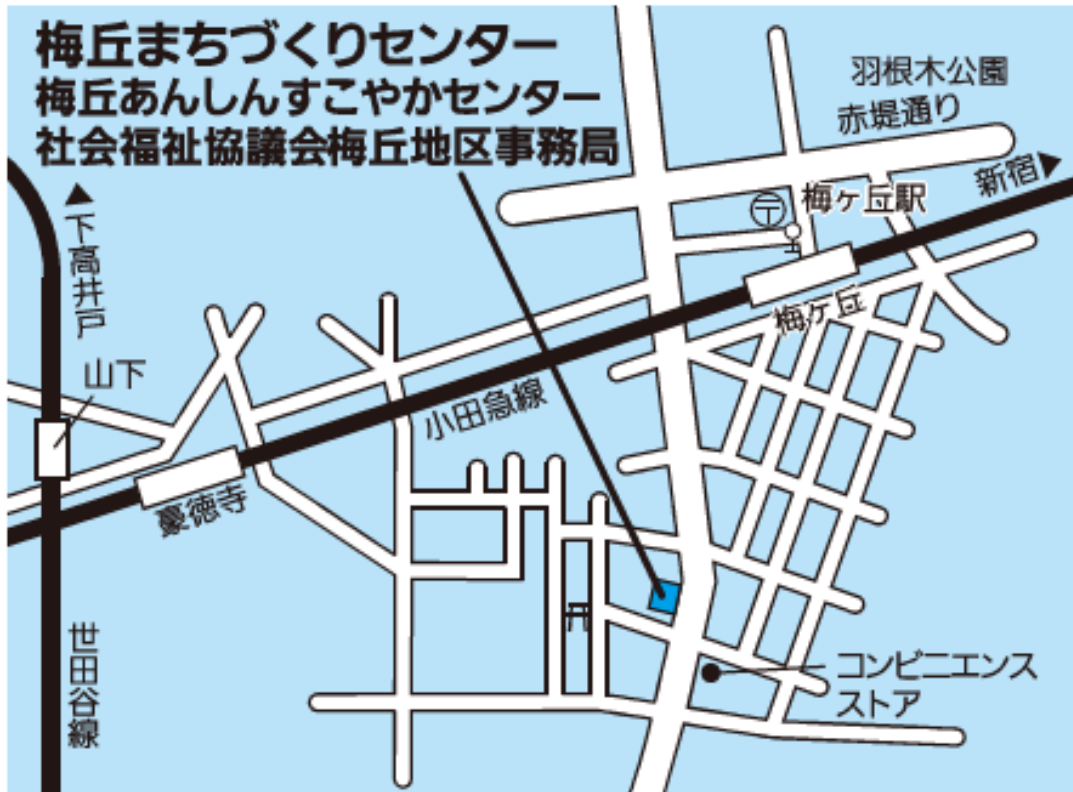 梅丘まちづくりセンター
梅丘あんしんすこやかセンター
社会福祉協議会梅丘地区事務局
羽根木公園
赤堤通り
新宿▶
梅ヶ丘駅
〒
▲下高井戸
梅ヶ丘
山下
小田急線
豪徳寺
世田谷線
コンビニエンス
ストア